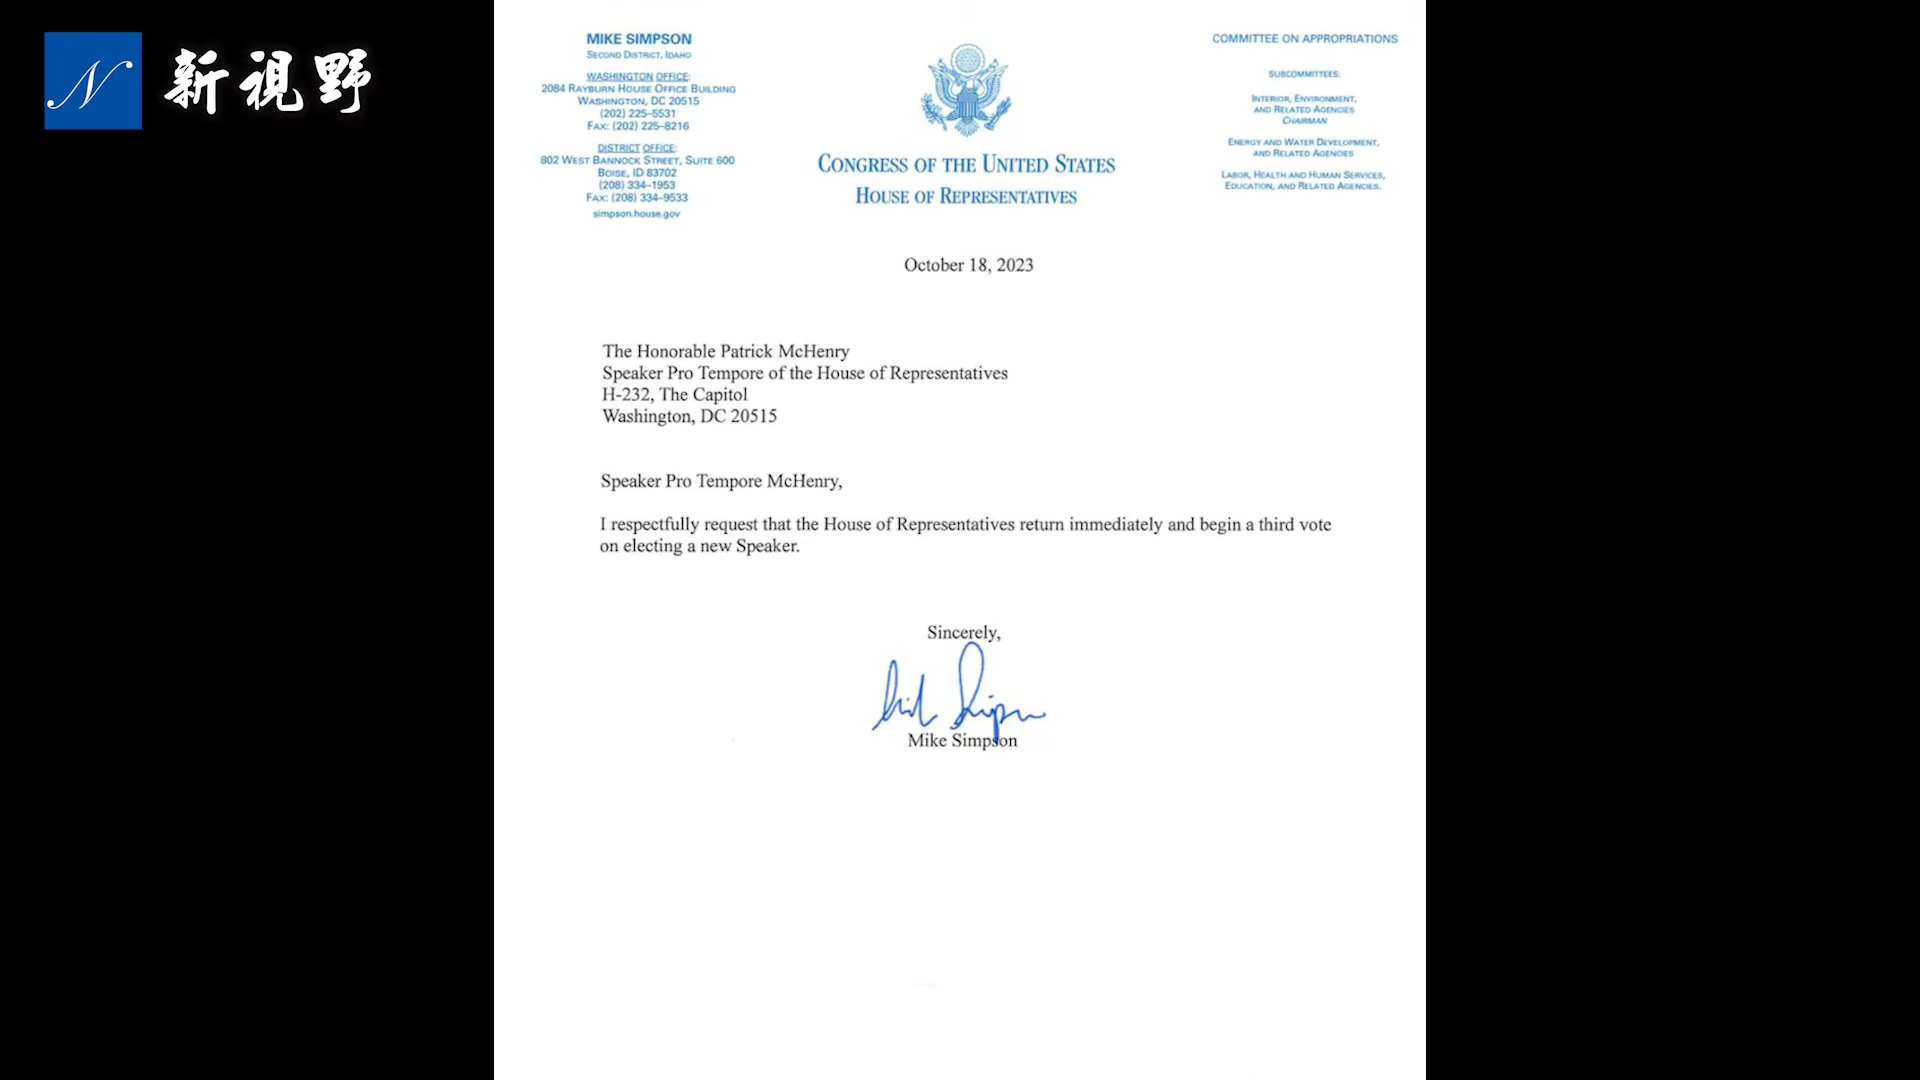 N 新視野
MIKE SIMPSON
SECOND DISTRICT, IDAHO
WASHINGTON OFFICE:
2084 RAYBURN HOUSE OFFICE BUILDING
WASHINGTON, DC 20515
(202) 225–5531
FAX: (202) 225–8216
DISTRICT OFFICE:
802 WEST BANNOCK STREET, SUITE 600
BOISE, ID 83702
(208) 334–1953
FAX: (208) 334–9533
simpson.house.gov
CONGRESS OF THE UNITED STATES
HOUSE OF REPRESENTATIVES
COMMITTEE ON APPROPRIATIONS
SUBCOMMITTEES:
INTERIOR, ENVIRONMENT,
AND RELATED AGENCIES
CHAIRMAN
ENERGY AND WATER DEVELOPMENT,
AND RELATED AGENCIES
LABOR, HEALTH AND HUMAN SERVICES,
EDUCATION, AND RELATED AGENCIES.
October 18, 2023
The Honorable Patrick McHenry
Speaker Pro Tempore of the House of Representatives
H-232, The Capitol
Washington, DC 20515
Speaker Pro Tempore McHenry,
I respectfully request that the House of Representatives return immediately and begin a third vote
on electing a new Speaker.
Sincerely,
Mike Simpson